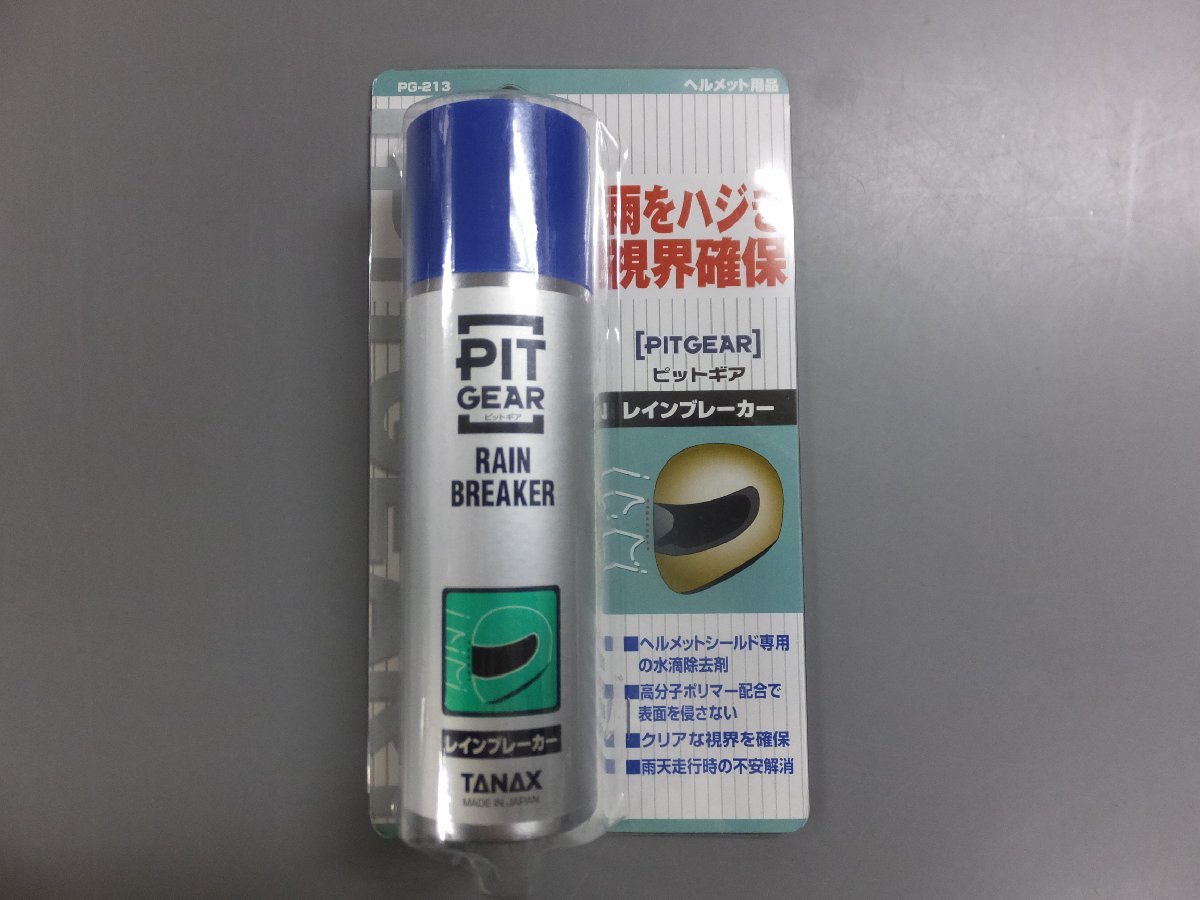 PG-213
ヘルメット用品
雨をハジき
視界確保
[PITGEAR]
ピットギア
レインブレーカー
■ヘルメットシールド専用
の水滴除去剤
■高分子ポリマー配合で
表面を侵さない
■クリアな視界を確保
■雨天走行時の不安解消
PIT
GEAR
ピットギア
RAIN
BREAKER
レインブレーカー
TANAX
MADE IN JAPAN